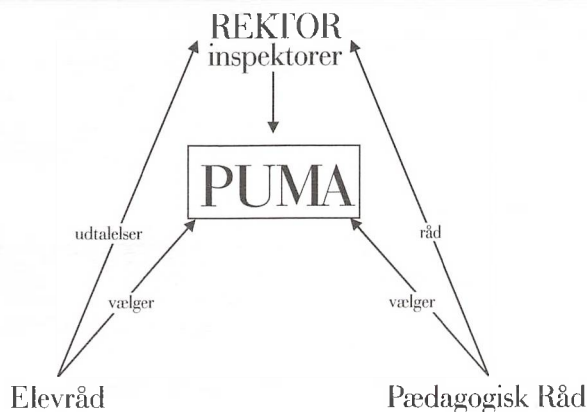 REKTOR
inspektorer
PUMA
udtalelser
råd
vælger
vælger
Elevråd
Pædagogisk Råd